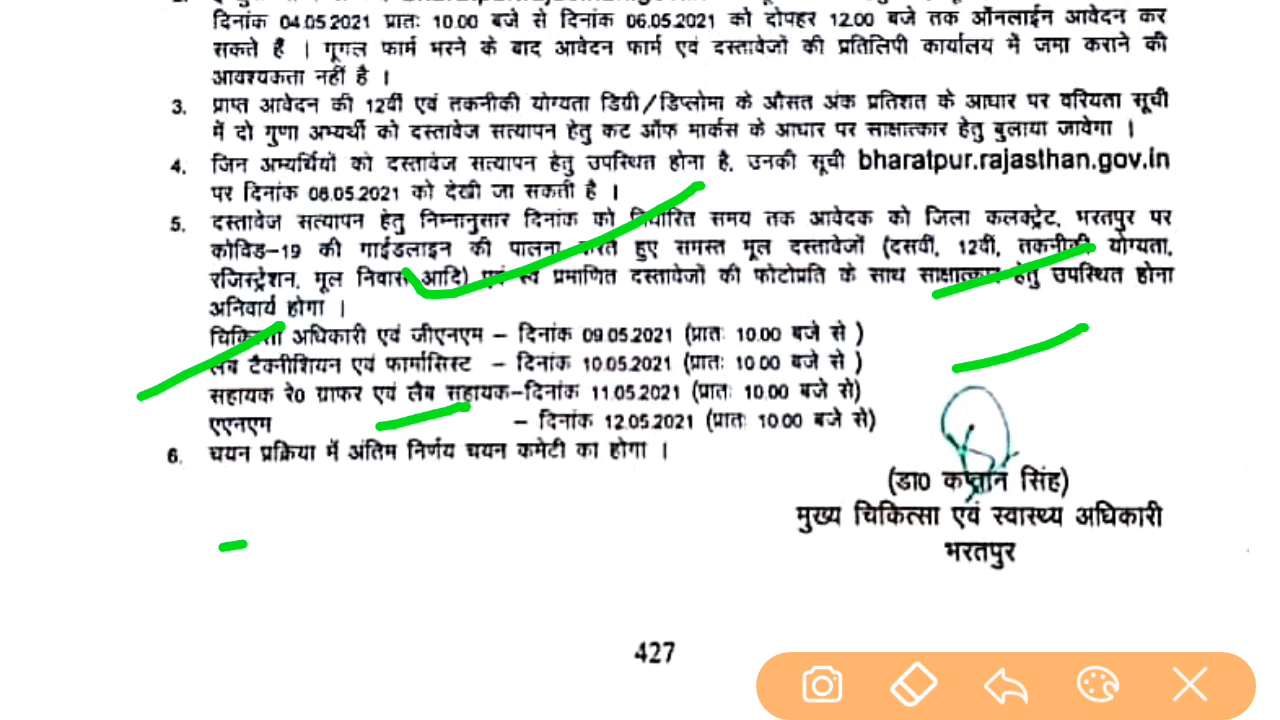 दिनांक 04.05.2021 प्रातः 10.00 बजे से दिनांक 06.05.2021 को दोपहर 12.00 बजे तक ऑनलाईन आवेदन कर
सकते हैं । गूगल फार्म भरने के बाद आवेदन फार्म एवं दस्तावेजों की प्रतिलिपी कार्यालय में जमा कराने की
आवश्यकता नहीं है ।
3. प्राप्त आवेदन की 12वीं एवं तकनीकी योग्यता डिग्री/डिप्लोमा के औसत अंक प्रतिशत के आधार पर वरियता सूची
में दो गुणा अभ्यर्थी को दस्तावेज सत्यापन हेतु कट ऑफ मार्कस के आधार पर साक्षात्कार हेतु बुलाया जावेगा ।
4. जिन अभ्यर्थियों को दस्तावेज सत्यापन हेतु उपस्थित होना है, उनकी सूची bharatpur.rajasthan.gov.in
पर दिनांक 08.05.2021 को देखी जा सकती है ।
5. दस्तावेज सत्यापन हेतु निम्नानुसार दिनांक को निर्धारित समय तक आवेदक को जिला कलक्ट्रेट, भरतपुर पर
कोविड-19 की गाईडलाइन की पालना करते हुए समस्त मूल दस्तावेजों (दसवीं, 12वीं, तकनीकी योग्यता,
रजिस्ट्रेशन, मूल निवास आदि) एवं स्व प्रमाणित दस्तावेजों की फोटोप्रति के साथ साक्षात्कार हेतु उपस्थित होना
अनिवार्य होगा ।
चिकित्सा अधिकारी एवं जीएनएम – दिनांक 09.05.2021 (प्रातः 10.00 बजे से )
लैब टैक्नीशियन एवं फार्मासिस्ट – दिनांक 10.05.2021 (प्रातः 10.00 बजे से )
सहायक रे0 ग्राफर एवं लैब सहायक–दिनांक 11.05.2021 (प्रातः 10.00 बजे से)
एएनएम – दिनांक 12.05.2021 (प्रातः 10.00 बजे से)
6. चयन प्रक्रिया में अंतिम निर्णय चयन कमेटी का होगा ।
(डा0 कप्तान सिंह)
मुख्य चिकित्सा एवं स्वास्थ्य अधिकारी
भरतपुर
427